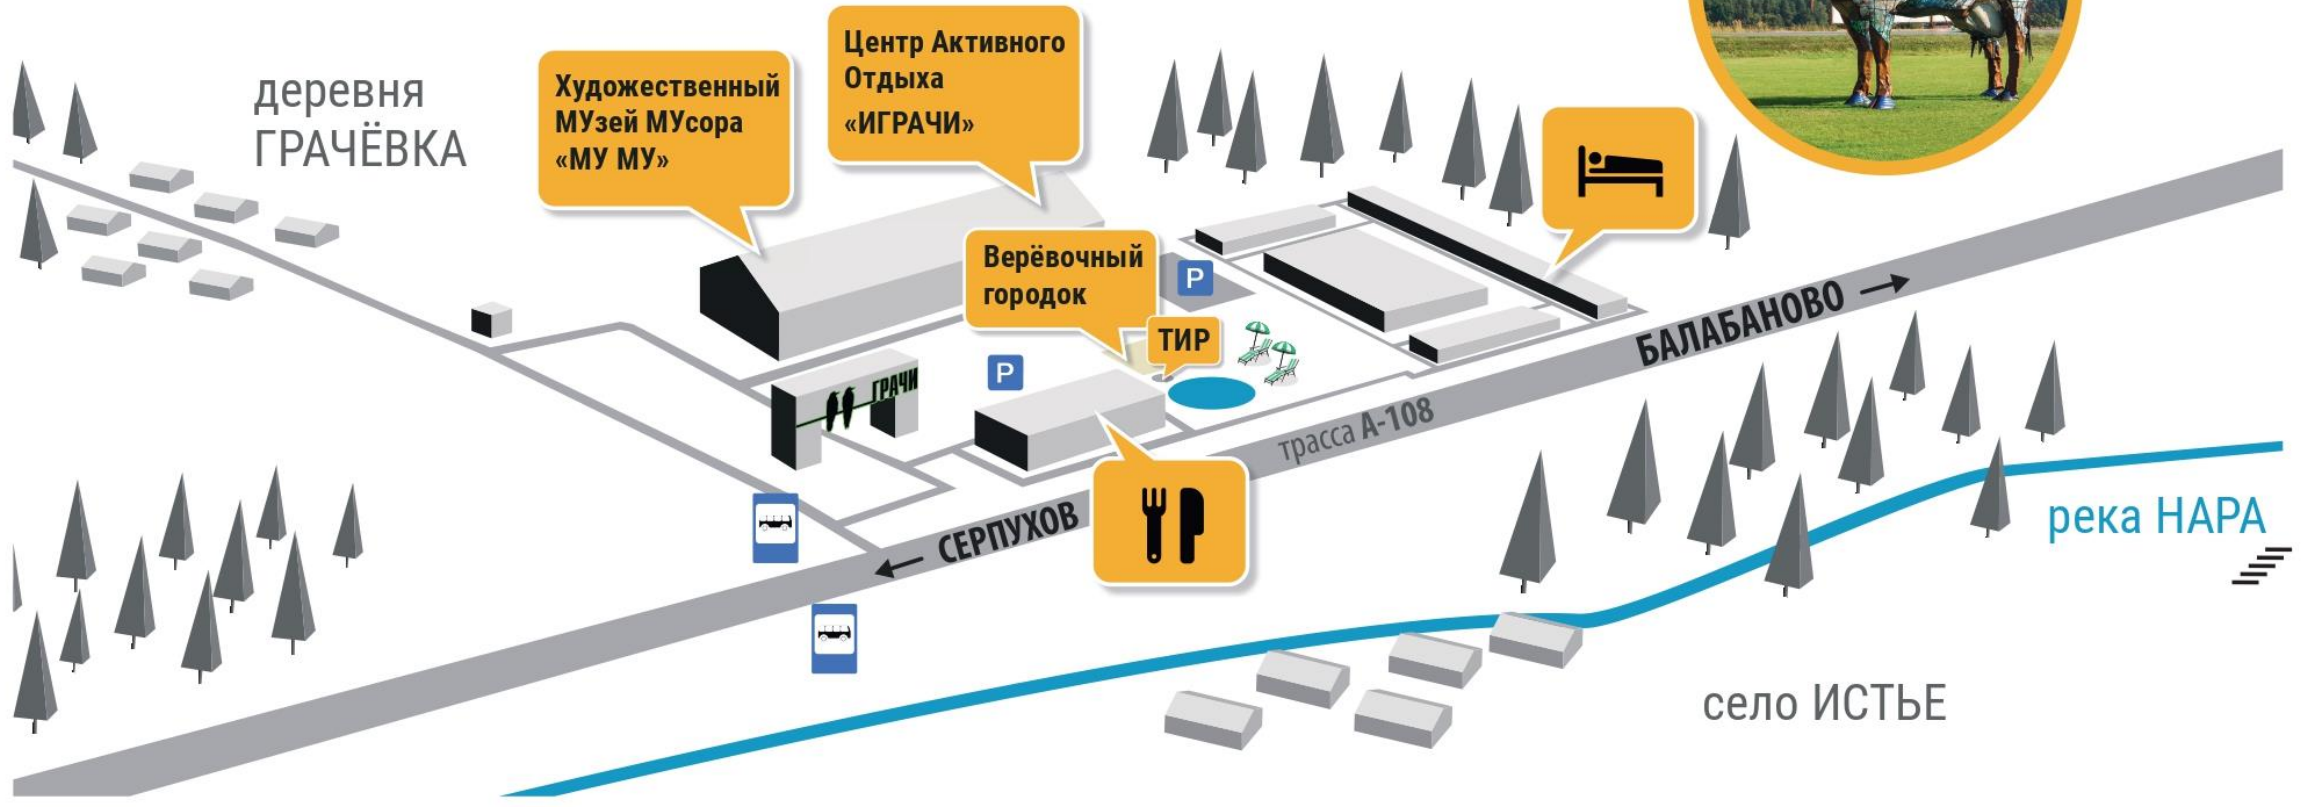 деревня
ГРАЧЁВКА
Художественный
МУзей МУсора
«МУ МУ»
Центр Активного
Отдыха
«ИГРАЧИ»
Верёвочный
городок
P
ТИР
P
ГРАЧИ
БАЛАБАНОВО
трасса А-108
СЕРПУХОВ
река НАРА
село ИСТЬЕ